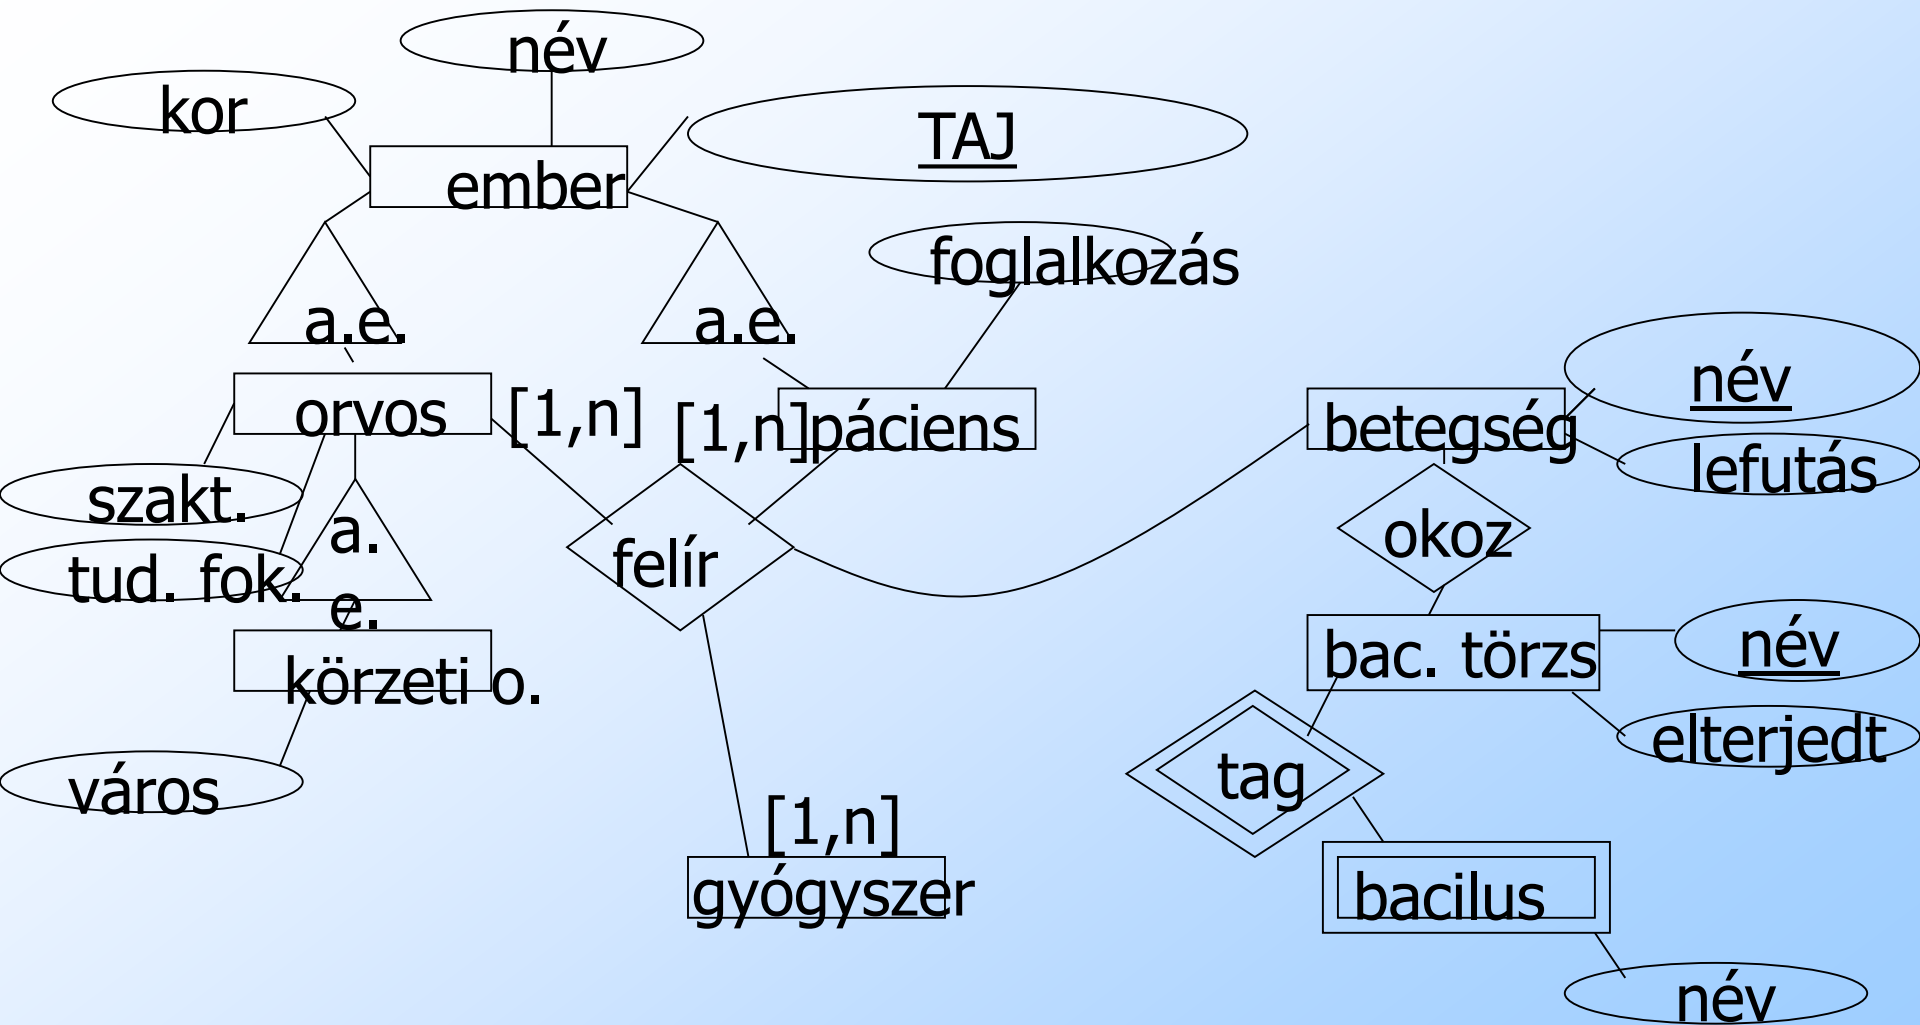 név
kor
TAJ
ember
foglalkozás
a.e.
a.e.
név
orvos
[1,n]
[1,n]
páciens
betegség
lefutás
szakt.
a.
e.
okoz
felír
tud. fok.
név
bac. törzs
körzeti o.
elterjedt
tag
város
[1,n]
gyógyszer
bacilus
név